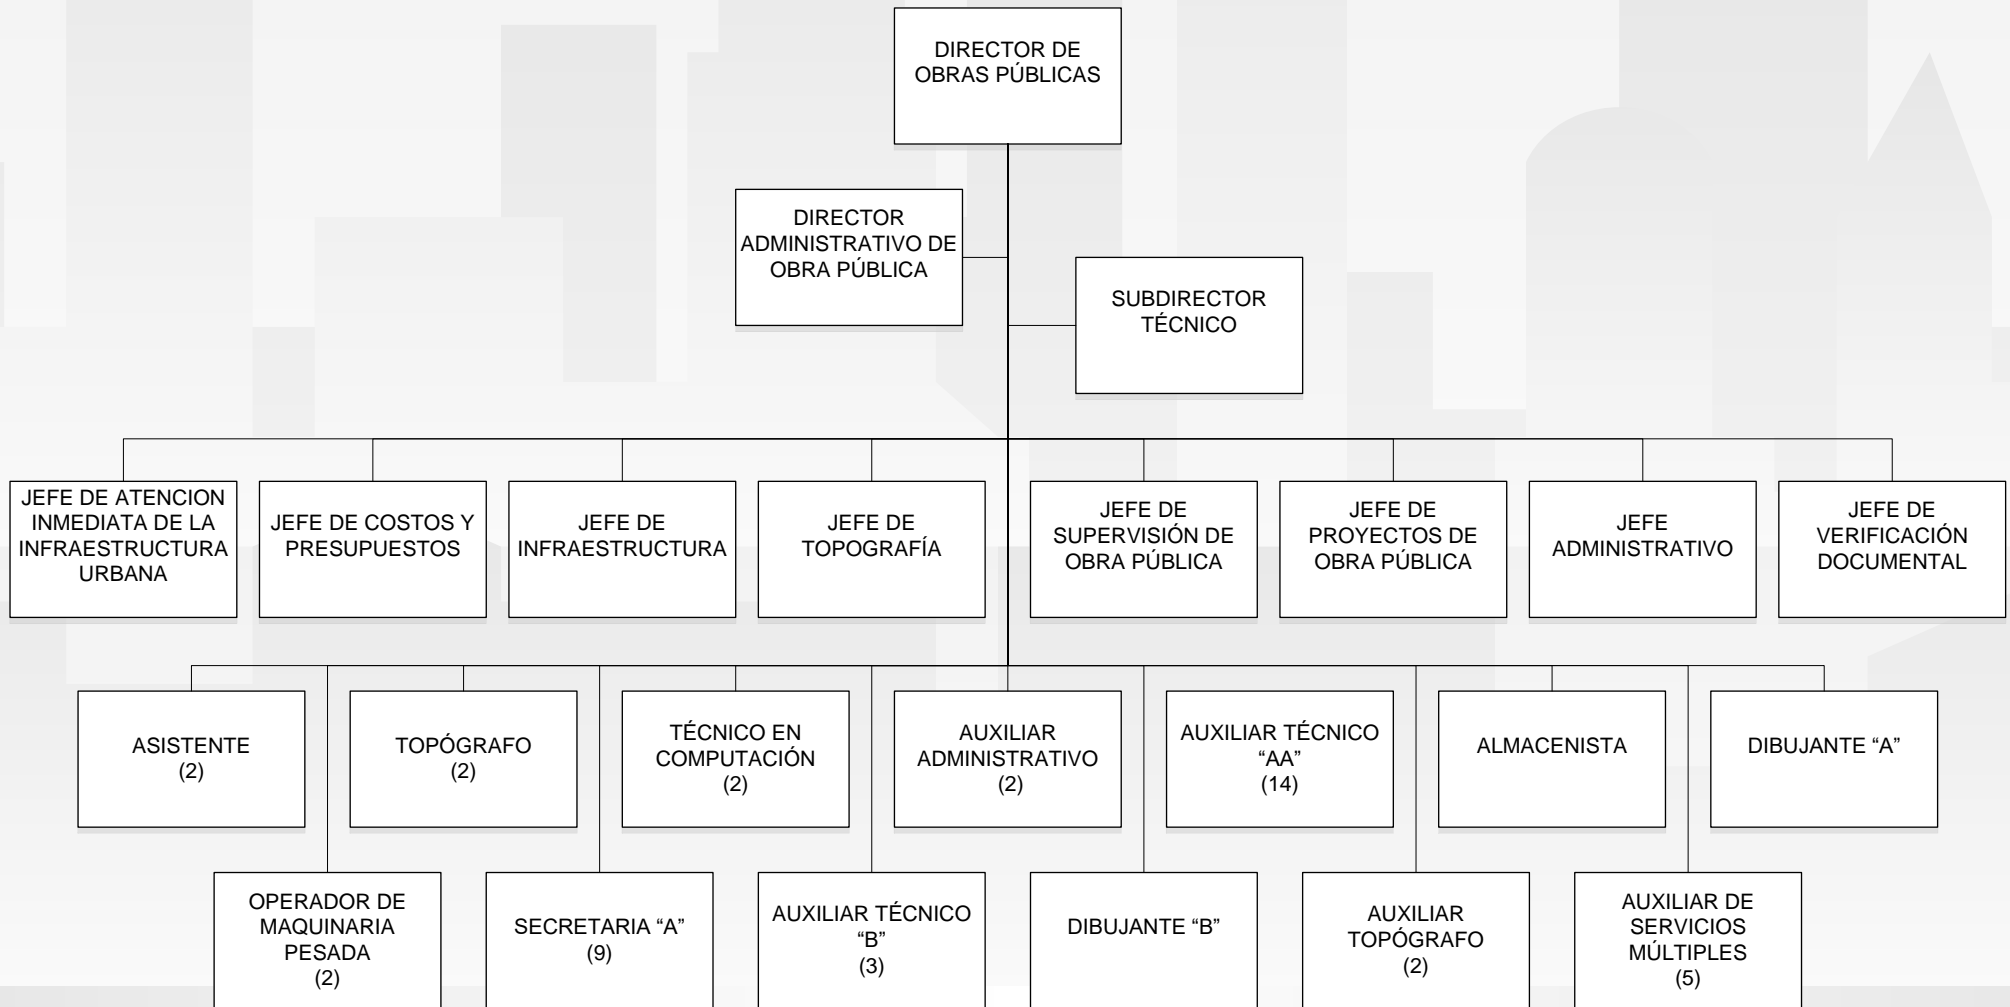 DIRECTOR DE
OBRAS PÚBLICAS
DIRECTOR
ADMINISTRATIVO DE
OBRA PÚBLICA
SUBDIRECTOR
TÉCNICO
JEFE DE ATENCION
INMEDIATA DE LA
INFRAESTRUCTURA
URBANA
JEFE DE COSTOS Y
PRESUPUESTOS
JEFE DE
INFRAESTRUCTURA
JEFE DE
TOPOGRAFÍA
JEFE DE
SUPERVISIÓN DE
OBRA PÚBLICA
JEFE DE
PROYECTOS DE
OBRA PÚBLICA
JEFE
ADMINISTRATIVO
JEFE DE
VERIFICACIÓN
DOCUMENTAL
ASISTENTE
(2)
TOPÓGRAFO
(2)
TÉCNICO EN
COMPUTACIÓN
(2)
AUXILIAR
ADMINISTRATIVO
(2)
AUXILIAR TÉCNICO
“AA”
(14)
ALMACENISTA
DIBUJANTE “A”
OPERADOR DE
MAQUINARIA
PESADA
(2)
SECRETARIA “A”
(9)
AUXILIAR TÉCNICO
“B”
(3)
DIBUJANTE “B”
AUXILIAR
TOPÓGRAFO
(2)
AUXILIAR DE
SERVICIOS
MÚLTIPLES
(5)